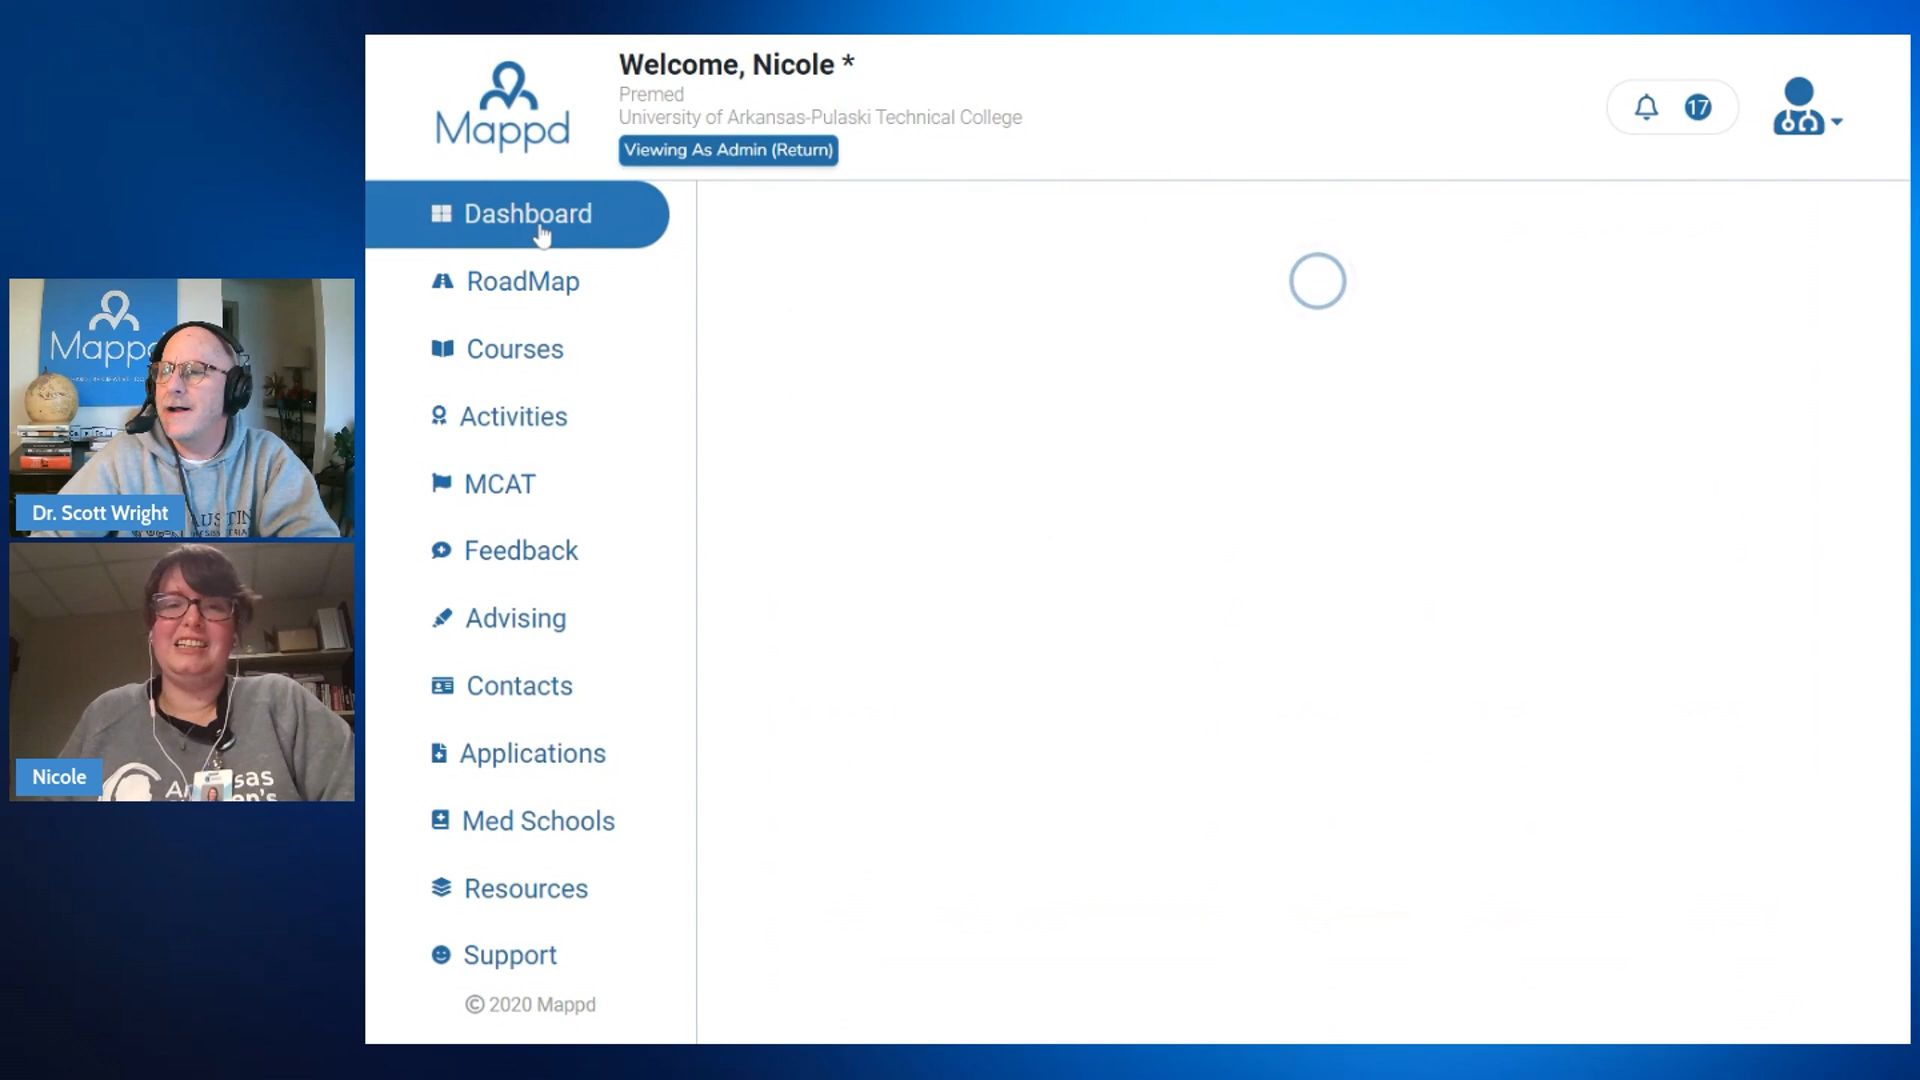 Mappd
Welcome, Nicole *
Premed
University of Arkansas-Pulaski Technical College
Viewing As Admin (Return)
17
Dashboard
RoadMap
Courses
Activities
MCAT
Feedback
Advising
Contacts
Applications
Med Schools
Resources
Support
© 2020 Mappd
Mappd
AUSTIN
Dr. Scott Wright
Nicole